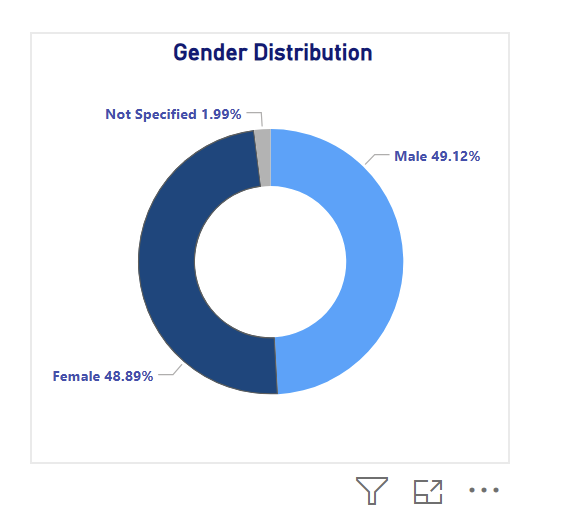 Gender Distribution
Not Specified 1.99%
Male 49.12%
Female 48.89%